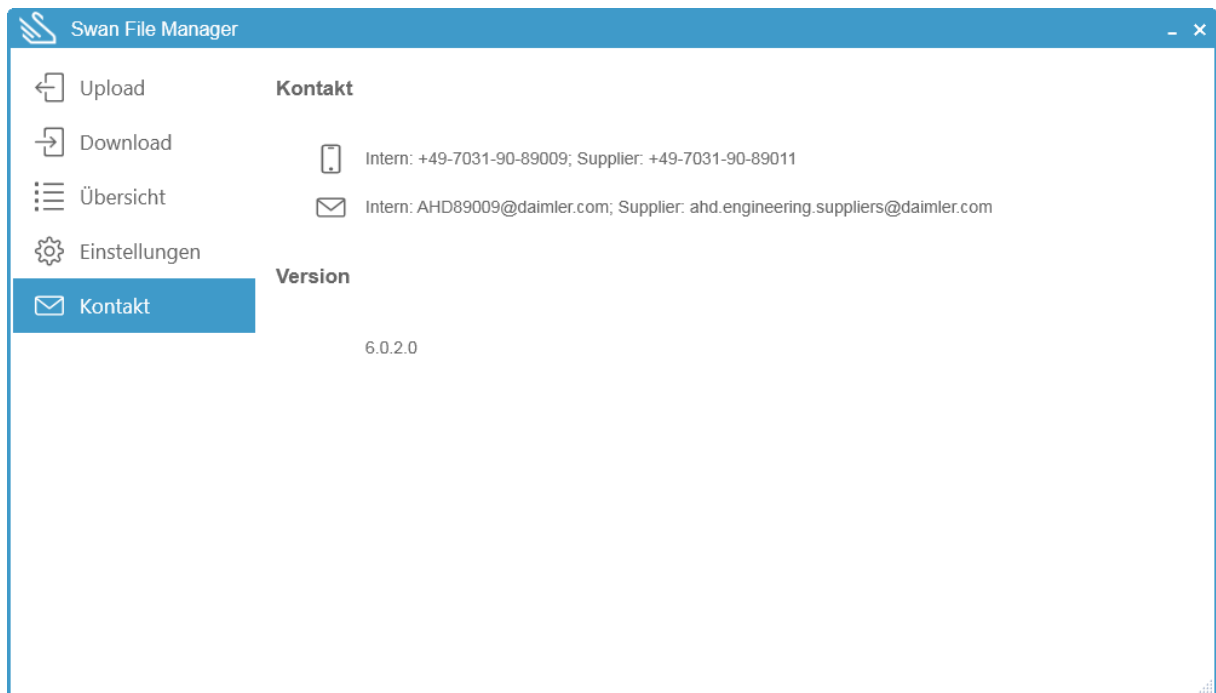 Swan File Manager
Upload
Download
Übersicht
Einstellungen
Kontakt
Kontakt
Intern: +49-7031-90-89009; Supplier: +49-7031-90-89011
Intern: AHD89009@daimler.com; Supplier: ahd.engineering.suppliers@daimler.com
Version
6.0.2.0